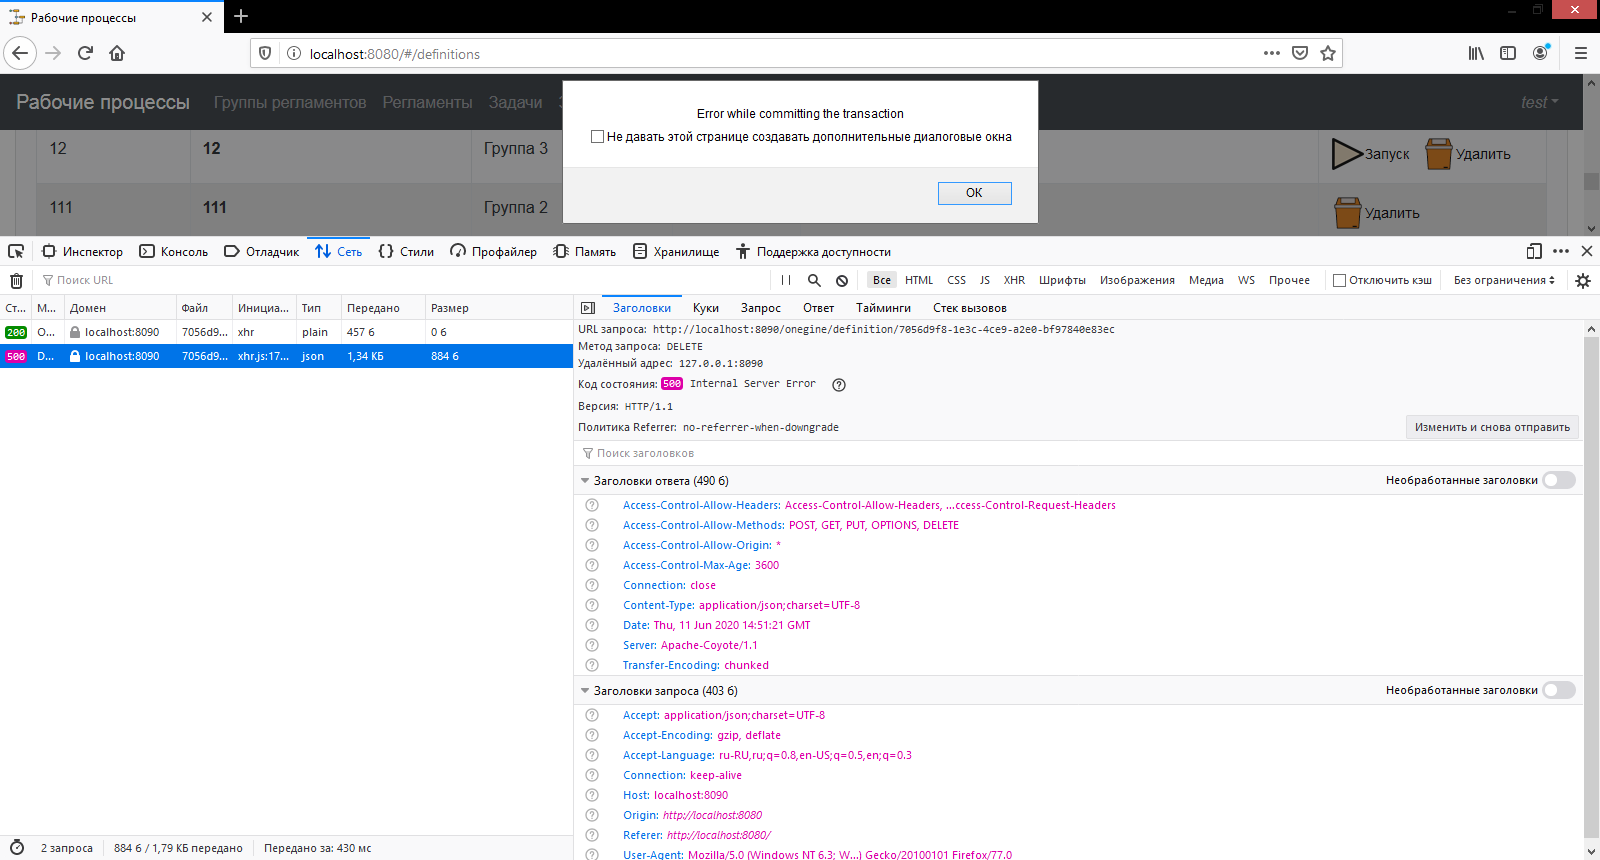 Рабочие процессы
localhost:8080/#/definitions
Рабочие процессы Группы регламентов Регламенты Задачи test
Error while committing the transaction
Не давать этой странице создавать дополнительные диалоговые окна
OK
12 12 Группа 3 Запуск Удалить
111 111 Группа 2 Удалить
Инспектор Консоль Отладчик Сеть Стили Профайлер Память Хранилище Поддержка доступности
Поиск URL Все HTML CSS JS XHR Шрифты Изображения Медиа WS Прочее Отключить кэш Без ограничения
Ст... М... Домен Файл Инициа... Тип Передано Размер
200 O... localhost:8090 7056d9... xhr plain 457 б 0 б
500 D... localhost:8090 7056d9... xhr.js:17... json 1,34 КБ 884 б
Заголовки Куки Запрос Ответ Тайминги Стек вызовов
URL запроса: http://localhost:8090/onegine/definition/7056d9f8-1e3c-4ce9-a2e0-bf97840e83ec
Метод запроса: DELETE
Удалённый адрес: 127.0.0.1:8090
Код состояния: 500 Internal Server Error
Версия: HTTP/1.1
Политика Referrer: no-referrer-when-downgrade
Изменить и снова отправить
Поиск заголовков
Заголовки ответа (490 б) Необработанные заголовки
Access-Control-Allow-Headers: Access-Control-Allow-Headers, ...ccess-Control-Request-Headers
Access-Control-Allow-Methods: POST, GET, PUT, OPTIONS, DELETE
Access-Control-Allow-Origin: *
Access-Control-Max-Age: 3600
Connection: close
Content-Type: application/json;charset=UTF-8
Date: Thu, 11 Jun 2020 14:51:21 GMT
Server: Apache-Coyote/1.1
Transfer-Encoding: chunked
Заголовки запроса (403 б) Необработанные заголовки
Accept: application/json;charset=UTF-8
Accept-Encoding: gzip, deflate
Accept-Language: ru-RU,ru;q=0.8,en-US;q=0.5,en;q=0.3
Connection: keep-alive
Host: localhost:8090
Origin: http://localhost:8080
Referer: http://localhost:8080/
User-Agent: Mozilla/5.0 (Windows NT 6.3; W...) Gecko/20100101 Firefox/77.0
2 запроса 884 б / 1,79 КБ передано Передано за: 430 мс